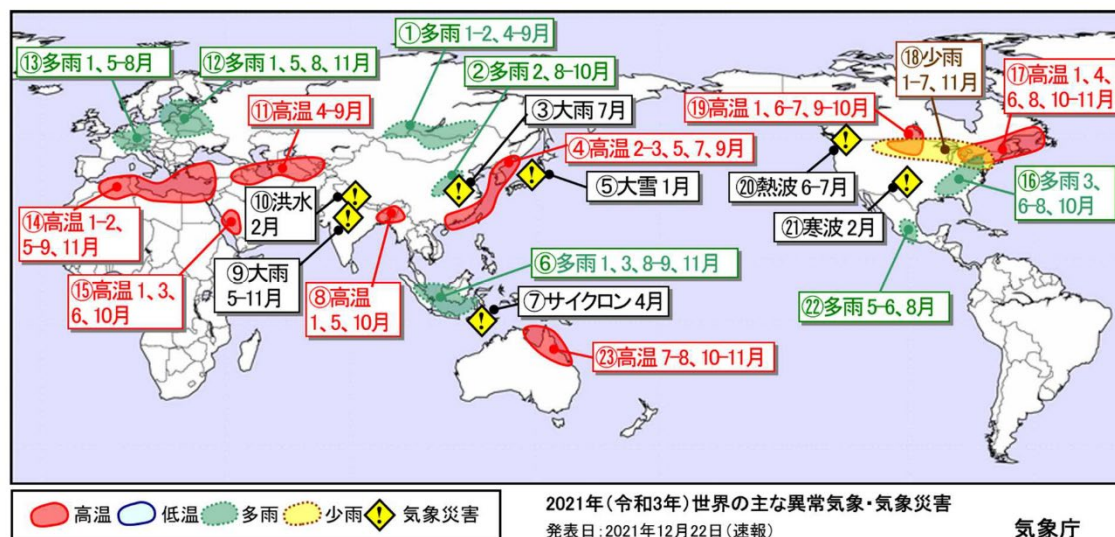 ①多雨 1-2、4-9月
②多雨 2、8-10月
③大雨 7月
④高温 2-3、5、7、9月
⑤大雪 1月
⑥多雨 1、3、8-9、11月
⑦サイクロン 4月
⑧高温
1、5、10月
⑨大雨
5-11月
⑩洪水
2月
⑪高温 4-9月
⑫多雨 1、5、8、11月
⑬多雨 1、5-8月
⑭高温 1-2、
5-9、11月
⑮高温 1、3、
6、10月
⑯多雨 3、
6-8、10月
⑰高温 1、4、
6、8、10-11月
⑱少雨
1-7、11月
⑲高温 1、6-7、9-10月
⑳熱波 6-7月
㉑寒波 2月
㉒多雨 5-6、8月
㉓高温 7-8、10-11月
高温 低温 多雨 少雨 気象災害
2021年(令和3年)世界の主な異常気象・気象災害
発表日:2021年12月22日(速報)
気象庁